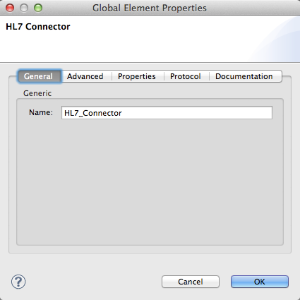 Global Element Properties
HL7 Connector
General Advanced Properties Protocol Documentation
Generic
Name: HL7_Connector
? Cancel OK